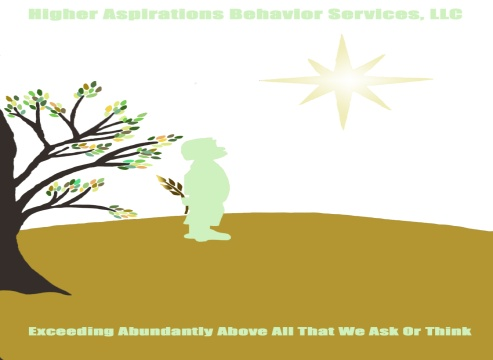 Higher Aspirations Behavior Services, LLC
Exceeding Abundantly Above All That We Ask Or Think